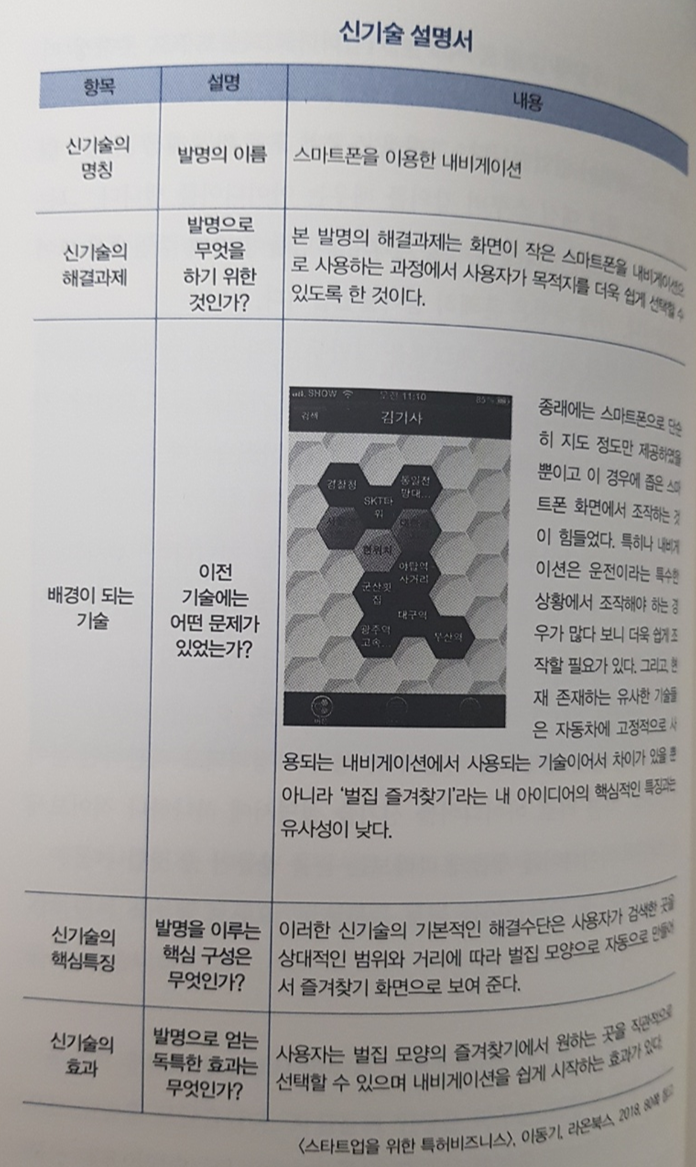 신기술 설명서
항목 설명 내용
신기술의
명칭
발명의 이름
스마트폰을 이용한 내비게이션
신기술의
해결과제
발명으로
무엇을
하기 위한
것인가?
본 발명의 해결과제는 화면이 작은 스마트폰을 내비게이션으
로 사용하는 과정에서 사용자가 목적지를 더욱 쉽게 선택할 수
있도록 한 것이다.
배경이 되는
기술
이전
기술에는
어떤 문제가
있었는가?
SHOW 오전 11:10 85%
검색 김기사
경찰청
통일전
망대...
SKT타
워
현위치
야탑역
사거리
군산횟
집
대구역
광주역
고속...
부산역
종래에는 스마트폰으로 단순
히 지도 정도만 제공하였을
뿐이고 이 경우에 좁은 스마
트폰 화면에서 조작하는 것
이 힘들었다. 특히나 내비게
이션은 운전이라는 특수한
상황에서 조작해야 하는 경
우가 많다 보니 더욱 쉽게 조
작할 필요가 있다. 그리고, 현
재 존재하는 유사한 기술들
은 자동차에 고정적으로 사
용되는 내비게이션에서 사용되는 기술이어서 차이가 있을 뿐
아니라 '벌집 즐겨찾기'라는 내 아이디어의 핵심적인 특징과는
유사성이 낮다.
신기술의
핵심특징
발명을 이루는
핵심 구성은
무엇인가?
이러한 신기술의 기본적인 해결수단은 사용자가 검색한 곳을
상대적인 범위와 거리에 따라 벌집 모양으로 자동으로 만들어
서 즐겨찾기 화면으로 보여 준다.
신기술의
효과
발명으로 얻는
독특한 효과는
무엇인가?
사용자는 벌집 모양의 즐겨찾기에서 원하는 곳을 직관적으로
선택할 수 있으며 내비게이션을 쉽게 시작하는 효과가 있다.
〈스타트업을 위한 특허비즈니스〉, 이동기, 라온북스, 2018, 80쪽 참고